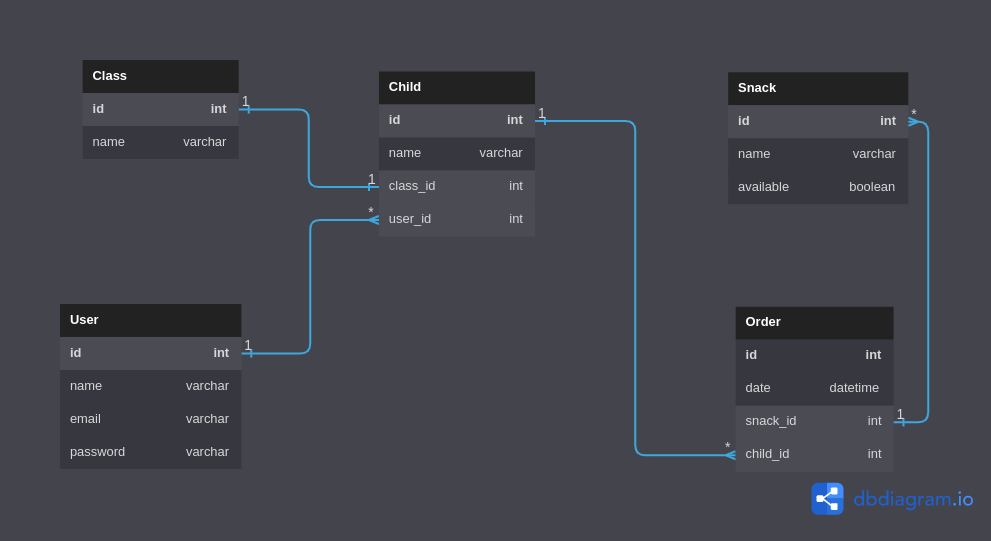 Class
id int
name varchar
1
Child
id int
name varchar
class_id int
user_id int
1
*
1
Snack
id int
name varchar
available boolean
*
User
id int
name varchar
email varchar
password varchar
1
Order
id int
date datetime
snack_id int
child_id int
1
*
dbdiagram.io